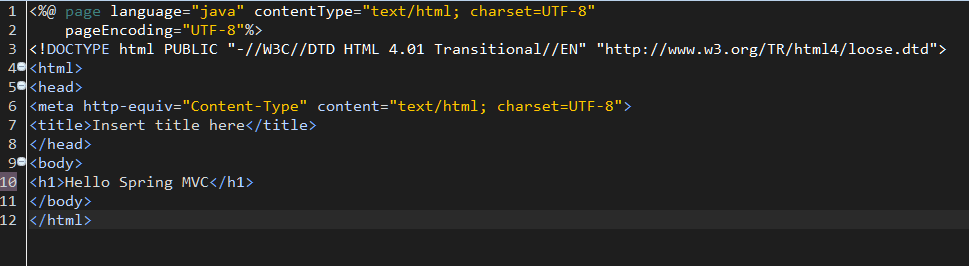 1 <%@ page language="java" contentType="text/html; charset=UTF-8"
2     pageEncoding="UTF-8"%>
3 <!DOCTYPE html PUBLIC "-//W3C//DTD HTML 4.01 Transitional//EN" "http://www.w3.org/TR/html4/loose.dtd">
4 <html>
5 <head>
6 <meta http-equiv="Content-Type" content="text/html; charset=UTF-8">
7 <title>Insert title here</title>
8 </head>
9 <body>
10 <h1>Hello Spring MVC</h1>
11 </body>
12 </html>